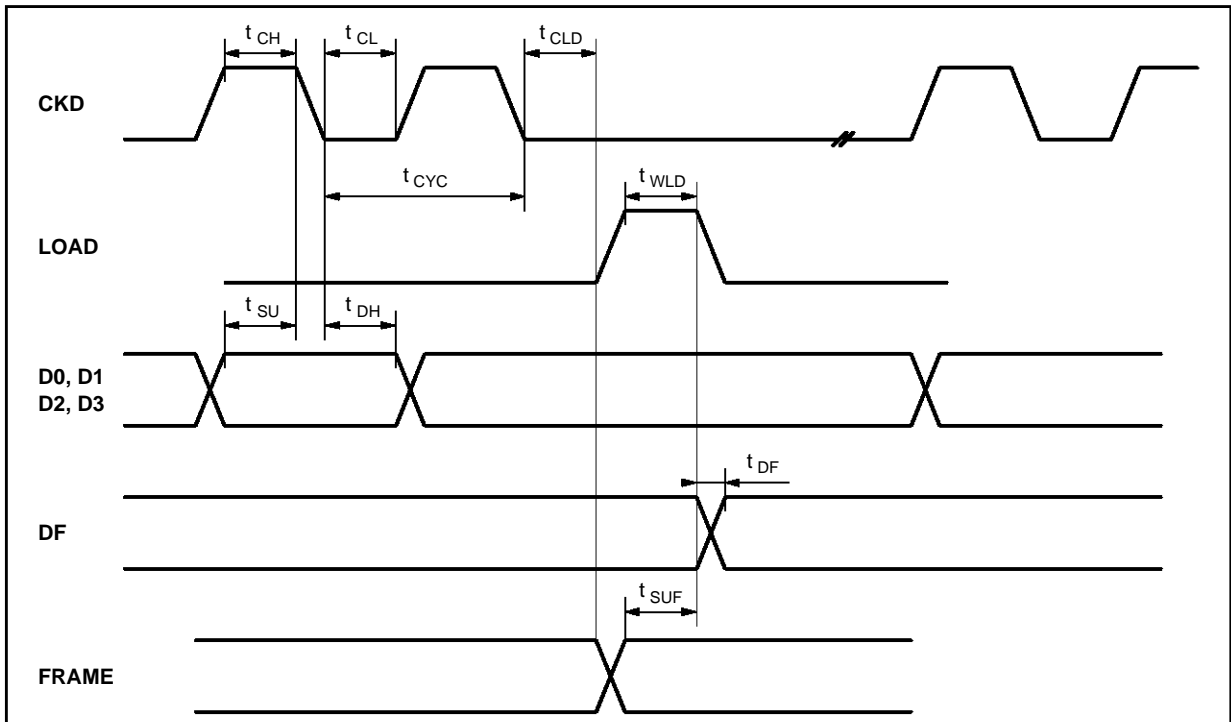 t CH t CL t CLD
CKD
t CYC
t WLD
LOAD
t SU t DH
D0, D1
D2, D3
t DF
DF
t SUF
FRAME